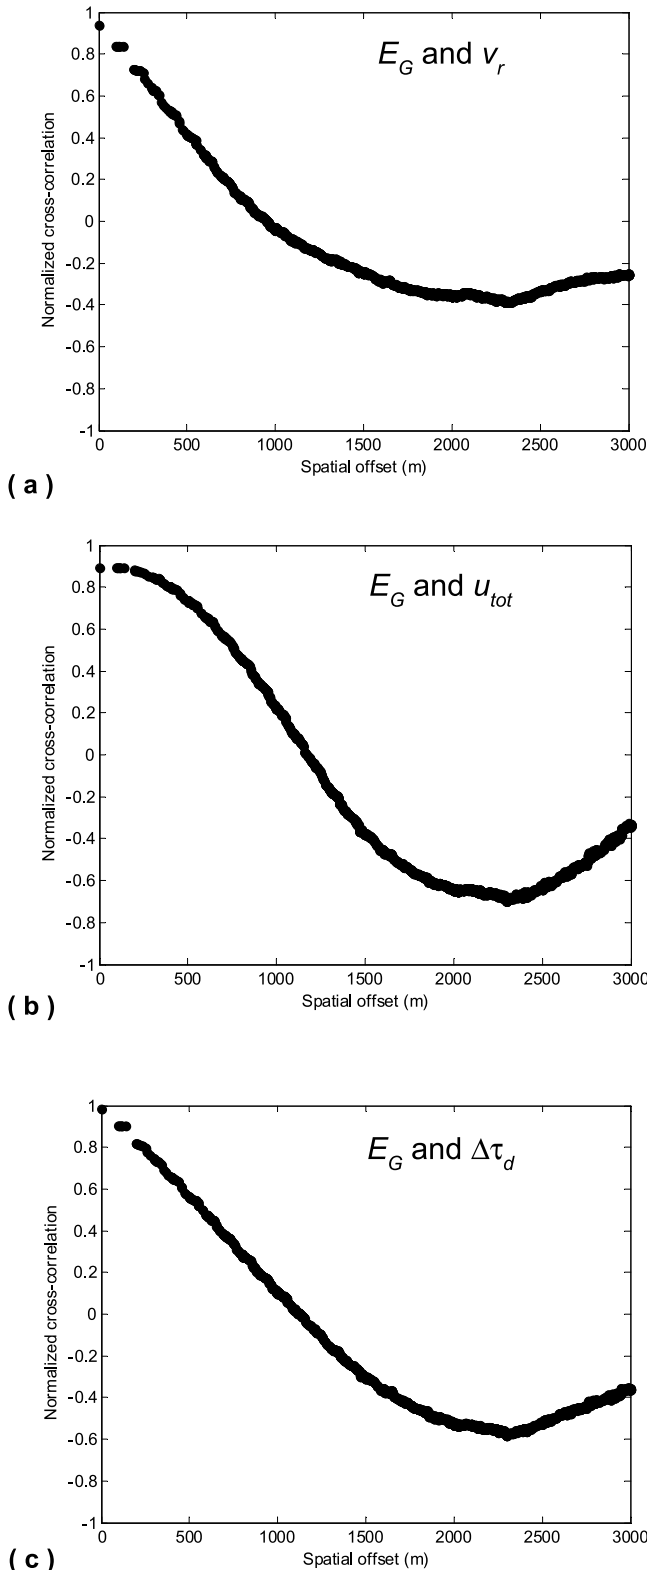 E_G and v_r
Normalized cross-correlation
1
0.8
0.6
0.4
0.2
0
-0.2
-0.4
-0.6
-0.8
-1
0 500 1000 1500 2000 2500 3000
Spatial offset (m)
( a )
E_G and u_tot
Normalized cross-correlation
1
0.8
0.6
0.4
0.2
0
-0.2
-0.4
-0.6
-0.8
-1
0 500 1000 1500 2000 2500 3000
Spatial offset (m)
( b )
E_G and Δτ_d
Normalized cross-correlation
1
0.8
0.6
0.4
0.2
0
-0.2
-0.4
-0.6
-0.8
-1
0 500 1000 1500 2000 2500 3000
Spatial offset (m)
( c )